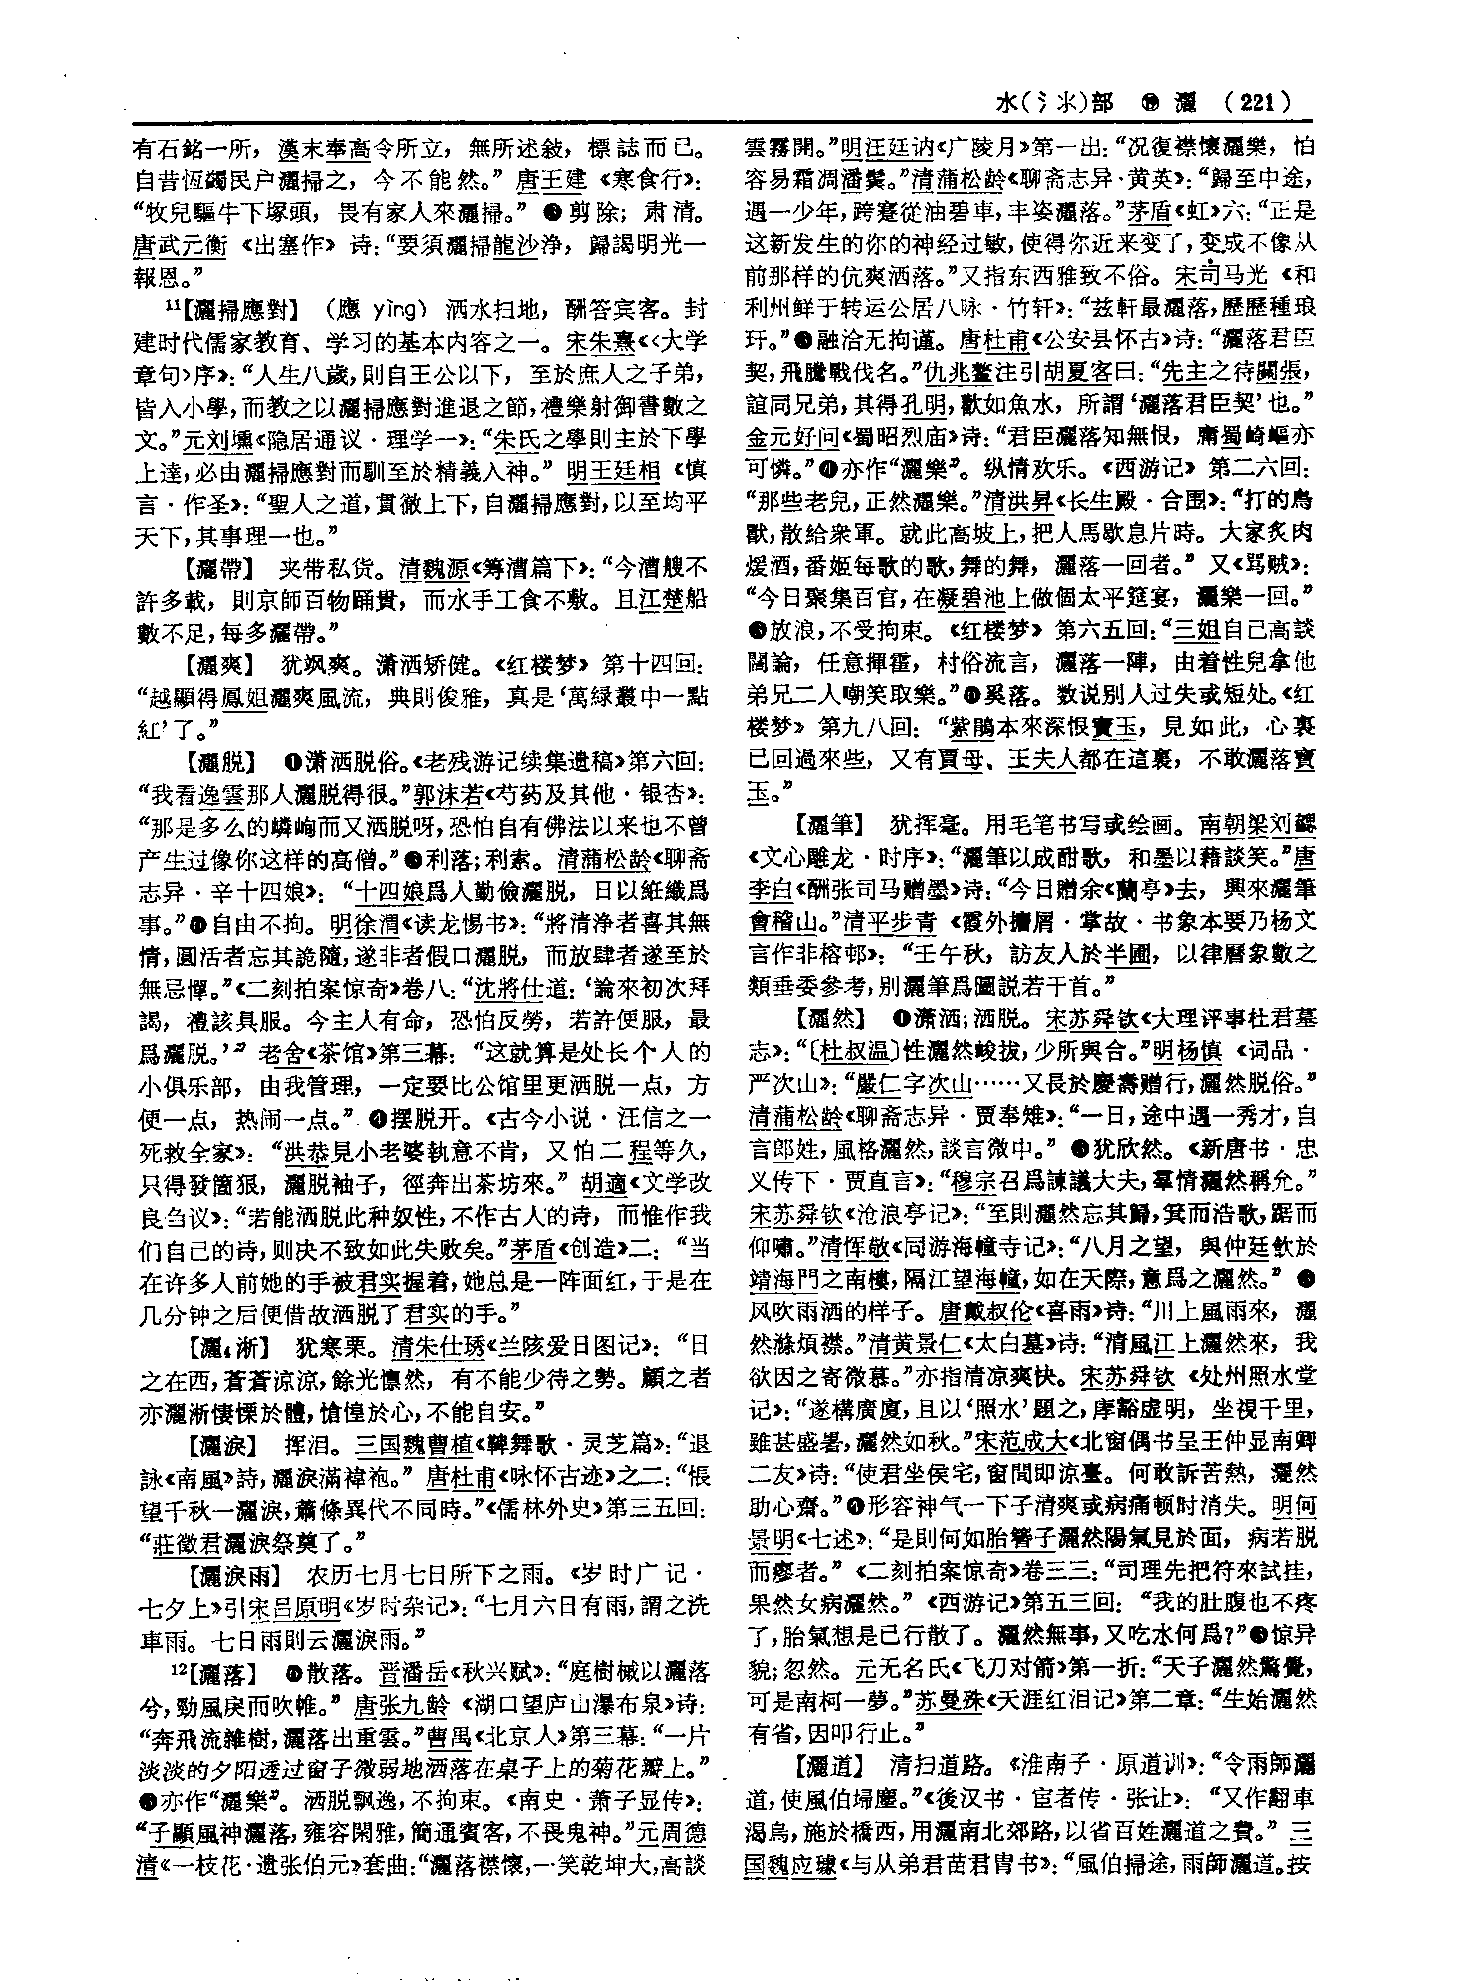 水(氵氺)部 ⑲ 灑 (221)
有石銘一所，漢末奉高令所立，無所述敍，標誌而已。
自昔恆蠲民户灑掃之，今不能然。”唐王建《寒食行》：
“牧兒驅牛下塚頭，畏有家人來灑掃。”❷剪除；肃清。
唐武元衡《出塞作》诗：“要須灑掃龍沙净，歸謁明光一
報恩。”
11【灑掃應對】（應 yìng）洒水扫地，酬答宾客。封
建时代儒家教育、学习的基本内容之一。宋朱熹《〈大学
章句〉序》：“人生八歲，則自王公以下，至於庶人之子弟，
皆入小學，而教之以灑掃應對進退之節，禮樂射御書數之
文。”元刘壎《隐居通议·理学一》：“朱氏之學則主於下學
上達，必由灑掃應對而馴至於精義入神。”明王廷相《慎
言·作圣》：“聖人之道，貫徹上下，自灑掃應對，以至均平
天下，其事理一也。”
【灑帶】 夹带私货。清魏源《筹漕篇下》：“今漕艘不
許多載，則京師百物踊貴，而水手工食不敷。且江楚船
數不足，每多灑帶。”
【灑爽】 犹飒爽。潇洒矫健。《红楼梦》第十四回：
“越顯得鳳姐灑爽風流，典則俊雅，真是‘萬緑叢中一點
紅’了。”
【灑脱】 ❶潇洒脱俗。《老残游记续集遗稿》第六回：
“我看逸雲那人灑脱得很。”郭沫若《芍药及其他·银杏》：
“那是多么的嶙峋而又洒脱呀，恐怕自有佛法以来也不曾
产生过像你这样的高僧。”❷利落；利索。清蒲松龄《聊斋
志异·辛十四娘》：“十四娘爲人勤儉灑脱，日以紝織爲
事。”❸自由不拘。明徐渭《读龙惕书》：“將清浄者喜其無
情，圓活者忘其詭隨，遂非者假口灑脱，而放肆者遂至於
無忌憚。”《二刻拍案惊奇》卷八：“沈將仕道：‘論來初次拜
謁，禮該具服。今主人有命，恐怕反勞，若許便服，最
爲灑脱。’”老舍《茶馆》第三幕：“这就算是处长个人的
小俱乐部，由我管理，一定要比公馆里更洒脱一点，方
便一点，热闹一点。”❹摆脱开。《古今小说·汪信之一
死救全家》：“洪恭見小老婆執意不肯，又怕二程等久，
只得發箇狠，灑脱袖子，徑奔出茶坊來。”胡適《文学改
良刍议》：“若能洒脱此种奴性，不作古人的诗，而惟作我
们自己的诗，则决不致如此失败矣。”茅盾《创造》二：“当
在许多人前她的手被君实握着，她总是一阵面红，于是在
几分钟之后便借故洒脱了君实的手。”
【灑淅】 犹寒栗。清朱仕琇《兰陔爱日图记》：“日
之在西，蒼蒼涼涼，餘光懔然，有不能少待之勢。顧之者
亦灑淅悽慄於體，愴惶於心，不能自安。”
【灑淚】 挥泪。三国魏曹植《鞞舞歌·灵芝篇》：“退
詠《南風》詩，灑淚滿褘袍。”唐杜甫《咏怀古迹》之二：“悵
望千秋一灑淚，蕭條異代不同時。”《儒林外史》第三五回：
“莊徵君灑淚祭奠了。”
【灑淚雨】 农历七月七日所下之雨。《岁时广记·
七夕上》引宋吕原明《岁时杂记》：“七月六日有雨，謂之洗
車雨。七日雨則云灑淚雨。”
12【灑落】 ❶散落。晋潘岳《秋兴赋》：“庭樹槭以灑落
兮，勁風戾而吹帷。”唐张九龄《湖口望庐山瀑布泉》诗：
“奔飛流雜樹，灑落出重雲。”曹禺《北京人》第三幕：“一片
淡淡的夕阳透过窗子微弱地洒落在桌子上的菊花瓣上。”
❷亦作“灑樂”。洒脱飘逸，不拘束。《南史·萧子显传》：
“子顯風神灑落，雍容閑雅，簡通賓客，不畏鬼神。”元周德
清《一枝花·遗张伯元》套曲：“灑落襟懷，一笑乾坤大，高談
雲霧開。”明汪廷讷《广陵月》第一出：“况復襟懷灑樂，怕
容易霜凋潘鬓。”清蒲松龄《聊斋志异·黄英》：“歸至中途，
遇一少年，跨蹇從油碧車，丰姿灑落。”茅盾《虹》六：“正是
这新发生的你的神经过敏，使得你近来变了，变成不像从
前那样的伉爽洒落。”又指东西雅致不俗。宋司马光《和
利州鲜于转运公居八咏·竹轩》：“兹軒最灑落，歷歷種琅
玕。”❸融洽无拘谨。唐杜甫《公安县怀古》诗：“灑落君臣
契，飛騰戰伐名。”仇兆鳌注引胡夏客曰：“先主之待關張，
誼同兄弟，其得孔明，歡如魚水，所謂‘灑落君臣契’也。”
金元好问《蜀昭烈庙》诗：“君臣灑落知無恨，庸蜀崎嶇亦
可憐。”❹亦作“灑樂”。纵情欢乐。《西游记》第二六回：
“那些老兒，正然灑樂。”清洪昇《长生殿·合围》：“打的鳥
獸，散給衆軍。就此高坡上，把人馬歇息片時。大家炙肉
煖酒，番姬每歌的歌，舞的舞，灑落一回者。”又《骂贼》：
“今日聚集百官，在凝碧池上做個太平筵宴，灑樂一回。”
❺放浪，不受拘束。《红楼梦》第六五回：“三姐自己高談
闊論，任意揮霍，村俗流言，灑落一陣，由着性兒拿他
弟兄二人嘲笑取樂。”❻奚落。数说别人过失或短处。《红
楼梦》第九八回：“紫鵑本來深恨寶玉，見如此，心裏
已回過來些，又有賈母、王夫人都在這裏，不敢灑落寶
玉。”
【灑筆】 犹挥毫。用毛笔书写或绘画。南朝梁刘勰
《文心雕龙·时序》：“灑筆以成酣歌，和墨以藉談笑。”唐
李白《酬张司马赠墨》诗：“今日贈余《蘭亭》去，興來灑筆
會稽山。”清平步青《霞外攟屑·掌故·书象本要乃杨文
言作非榕邨》：“壬午秋，訪友人於半圃，以律曆象數之
類垂委參考，别灑筆爲圖説若干首。”
【灑然】 ❶潇洒；洒脱。宋苏舜钦《大理评事杜君墓
志》：“〔杜叔温〕性灑然峻拔，少所與合。”明杨慎《词品·
严次山》：“嚴仁字次山……又長於慶壽贈行，灑然脱俗。”
清蒲松龄《聊斋志异·贾奉雉》：“一日，途中遇一秀才，自
言郎姓，風格灑然，談言微中。”❷犹欣然。《新唐书·忠
义传下·贾直言》：“穆宗召爲諫議大夫，羣情灑然稱允。”
宋苏舜钦《沧浪亭记》：“至則灑然忘其歸，箕而浩歌，踞而
仰嘯。”清恽敬《同游海幢寺记》：“八月之望，與仲廷飲於
靖海門之南樓，隔江望海幢，如在天際，意爲之灑然。”❸
风吹雨洒的样子。唐戴叔伦《喜雨》诗：“川上風雨來，灑
然滌煩襟。”清黄景仁《太白墓》诗：“清風江上灑然來，我
欲因之寄微慕。”亦指清凉爽快。宋苏舜钦《处州照水堂
记》：“遂構廣廈，且以‘照水’題之，庨豁虚明，坐視千里，
雖甚盛暑，灑然如秋。”宋范成大《北窗偶书呈王仲显南卿
二友》诗：“使君坐侯宅，窗間即涼臺。何敢訴苦熱，灑然
助心齋。”❹形容神气一下子清爽或病痛顿时消失。明何
景明《七述》：“是則何如胎簪子灑然陽氣見於面，病若脱
而瘳者。”《二刻拍案惊奇》卷三三：“司理先把符來試挂，
果然女病灑然。”《西游记》第五三回：“我的肚腹也不疼
了，胎氣想是已行散了。灑然無事，又吃水何爲？”❺惊异
貌；忽然。元无名氏《飞刀对箭》第一折：“天子灑然驚覺，
可是南柯一夢。”苏曼殊《天涯红泪记》第二章：“生始灑然
有省，因叩行止。”
【灑道】 清扫道路。《淮南子·原道训》：“令雨師灑
道，使風伯埽塵。”《後汉书·宦者传·张让》：“又作翻車
渴烏，施於橋西，用灑南北郊路，以省百姓灑道之費。”三
国魏应璩《与从弟君苗君胄书》：“風伯掃途，雨師灑道。按